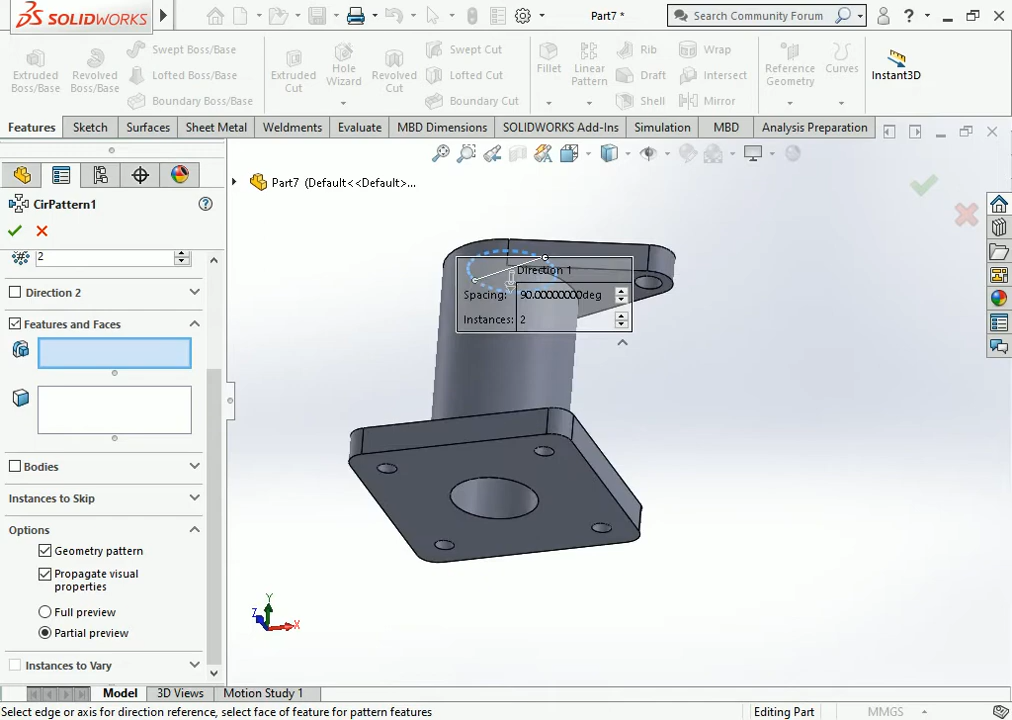 SOLIDWORKS
Part7 *
Search Community Forum
?
Extruded Boss/Base
Revolved Boss/Base
Swept Boss/Base
Lofted Boss/Base
Boundary Boss/Base
Extruded Cut
Hole Wizard
Revolved Cut
Swept Cut
Lofted Cut
Boundary Cut
Fillet
Linear Pattern
Rib
Draft
Shell
Wrap
Intersect
Mirror
Reference Geometry
Curves
Instant3D
Features
Sketch
Surfaces
Sheet Metal
Weldments
Evaluate
MBD Dimensions
SOLIDWORKS Add-Ins
Simulation
MBD
Analysis Preparation
Part7 (Default<<Default>...
CirPattern1
?
2
Direction 2
Features and Faces
Bodies
Instances to Skip
Options
Geometry pattern
Propagate visual
properties
Full preview
Partial preview
Instances to Vary
Direction 1
Spacing: 90.00000000deg
Instances: 2
Y
Z
X
Model
3D Views
Motion Study 1
Select edge or axis for direction reference, select face of feature for pattern features
Editing Part
MMGS